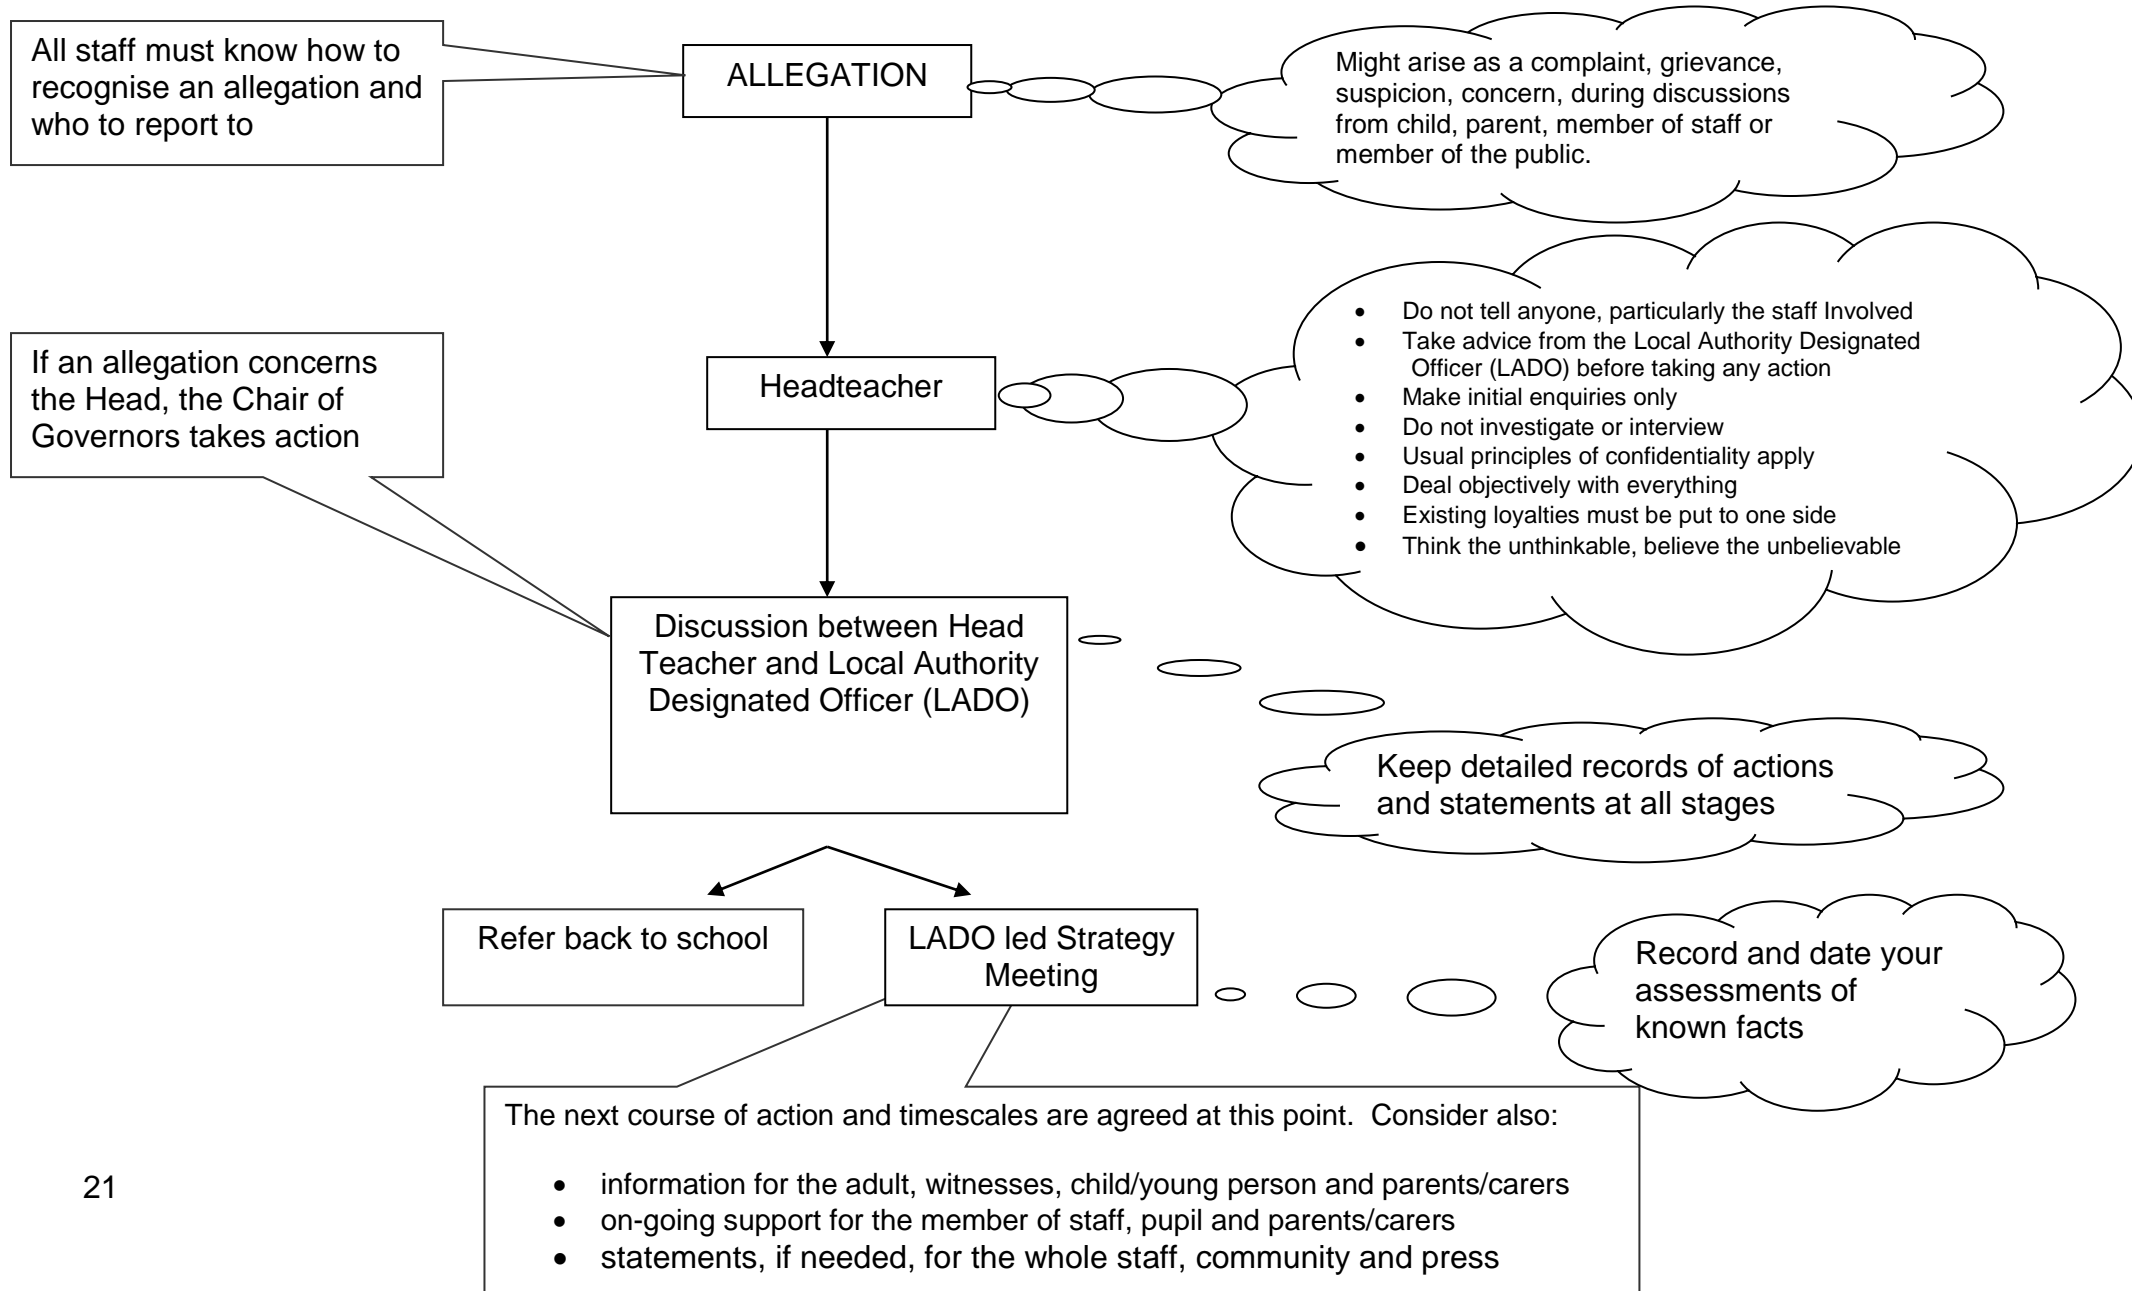 All staff must know how to
recognise an allegation and
who to report to
ALLEGATION
Might arise as a complaint, grievance,
suspicion, concern, during discussions
from child, parent, member of staff or
member of the public.
If an allegation concerns
the Head, the Chair of
Governors takes action
Headteacher
• Do not tell anyone, particularly the staff Involved
• Take advice from the Local Authority Designated
Officer (LADO) before taking any action
• Make initial enquiries only
• Do not investigate or interview
• Usual principles of confidentiality apply
• Deal objectively with everything
• Existing loyalties must be put to one side
• Think the unthinkable, believe the unbelievable
Discussion between Head
Teacher and Local Authority
Designated Officer (LADO)
Keep detailed records of actions
and statements at all stages
Refer back to school
LADO led Strategy
Meeting
Record and date your
assessments of
known facts
The next course of action and timescales are agreed at this point.  Consider also:
• information for the adult, witnesses, child/young person and parents/carers
• on-going support for the member of staff, pupil and parents/carers
• statements, if needed, for the whole staff, community and press
21